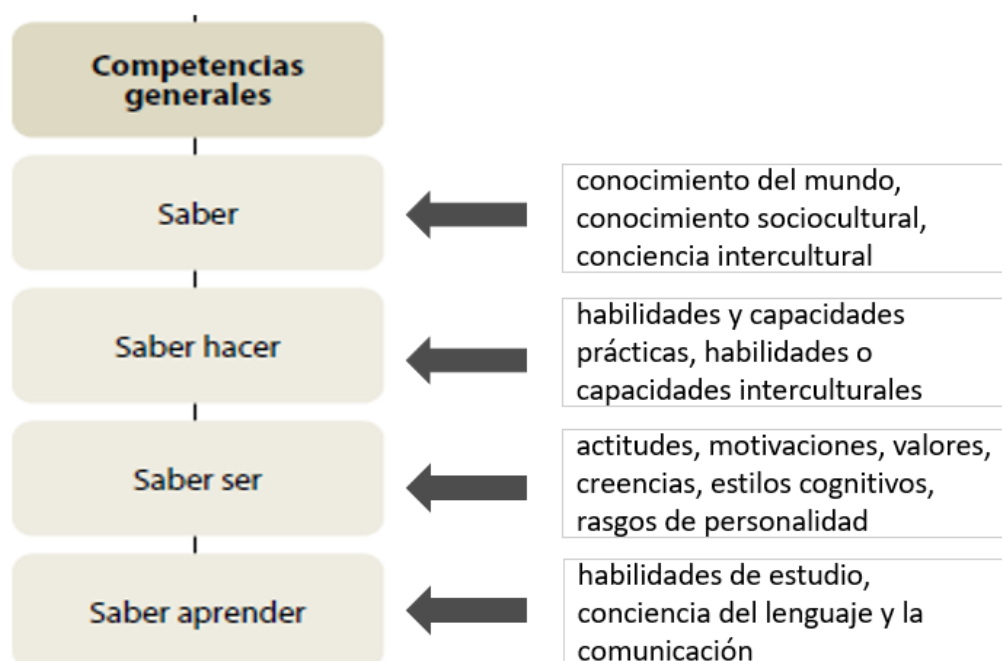 Competencias
generales
Saber
conocimiento del mundo,
conocimiento sociocultural,
conciencia intercultural
Saber hacer
habilidades y capacidades
prácticas, habilidades o
capacidades interculturales
Saber ser
actitudes, motivaciones, valores,
creencias, estilos cognitivos,
rasgos de personalidad
Saber aprender
habilidades de estudio,
conciencia del lenguaje y la
comunicación